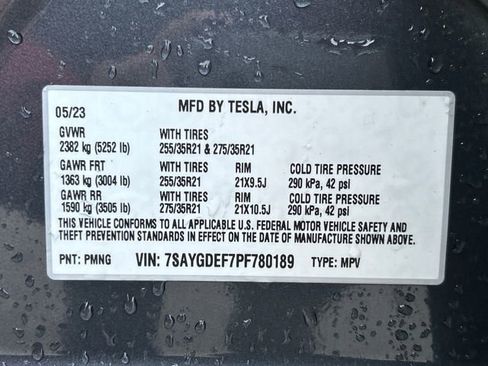 05/23 MFD BY TESLA, INC.
GVWR WITH TIRES
2382 kg (5252 lb) 255/35R21 & 275/35R21
GAWR FRT WITH TIRES RIM COLD TIRE PRESSURE
1363 kg (3004 lb) 255/35R21 21X9.5J 290 kPa, 42 psi
GAWR RR WITH TIRES RIM COLD TIRE PRESSURE
1590 kg (3505 lb) 275/35R21 21X10.5J 290 kPa, 42 psi
THIS VEHICLE CONFORMS TO ALL APPLICABLE U.S. FEDERAL MOTOR VEHICLE SAFETY AND
THEFT PREVENTION STANDARDS IN EFFECT ON THE DATE OF MANUFACTURE SHOWN ABOVE.
PNT: PMNG VIN: 7SAYGDEF7PF780189 TYPE: MPV